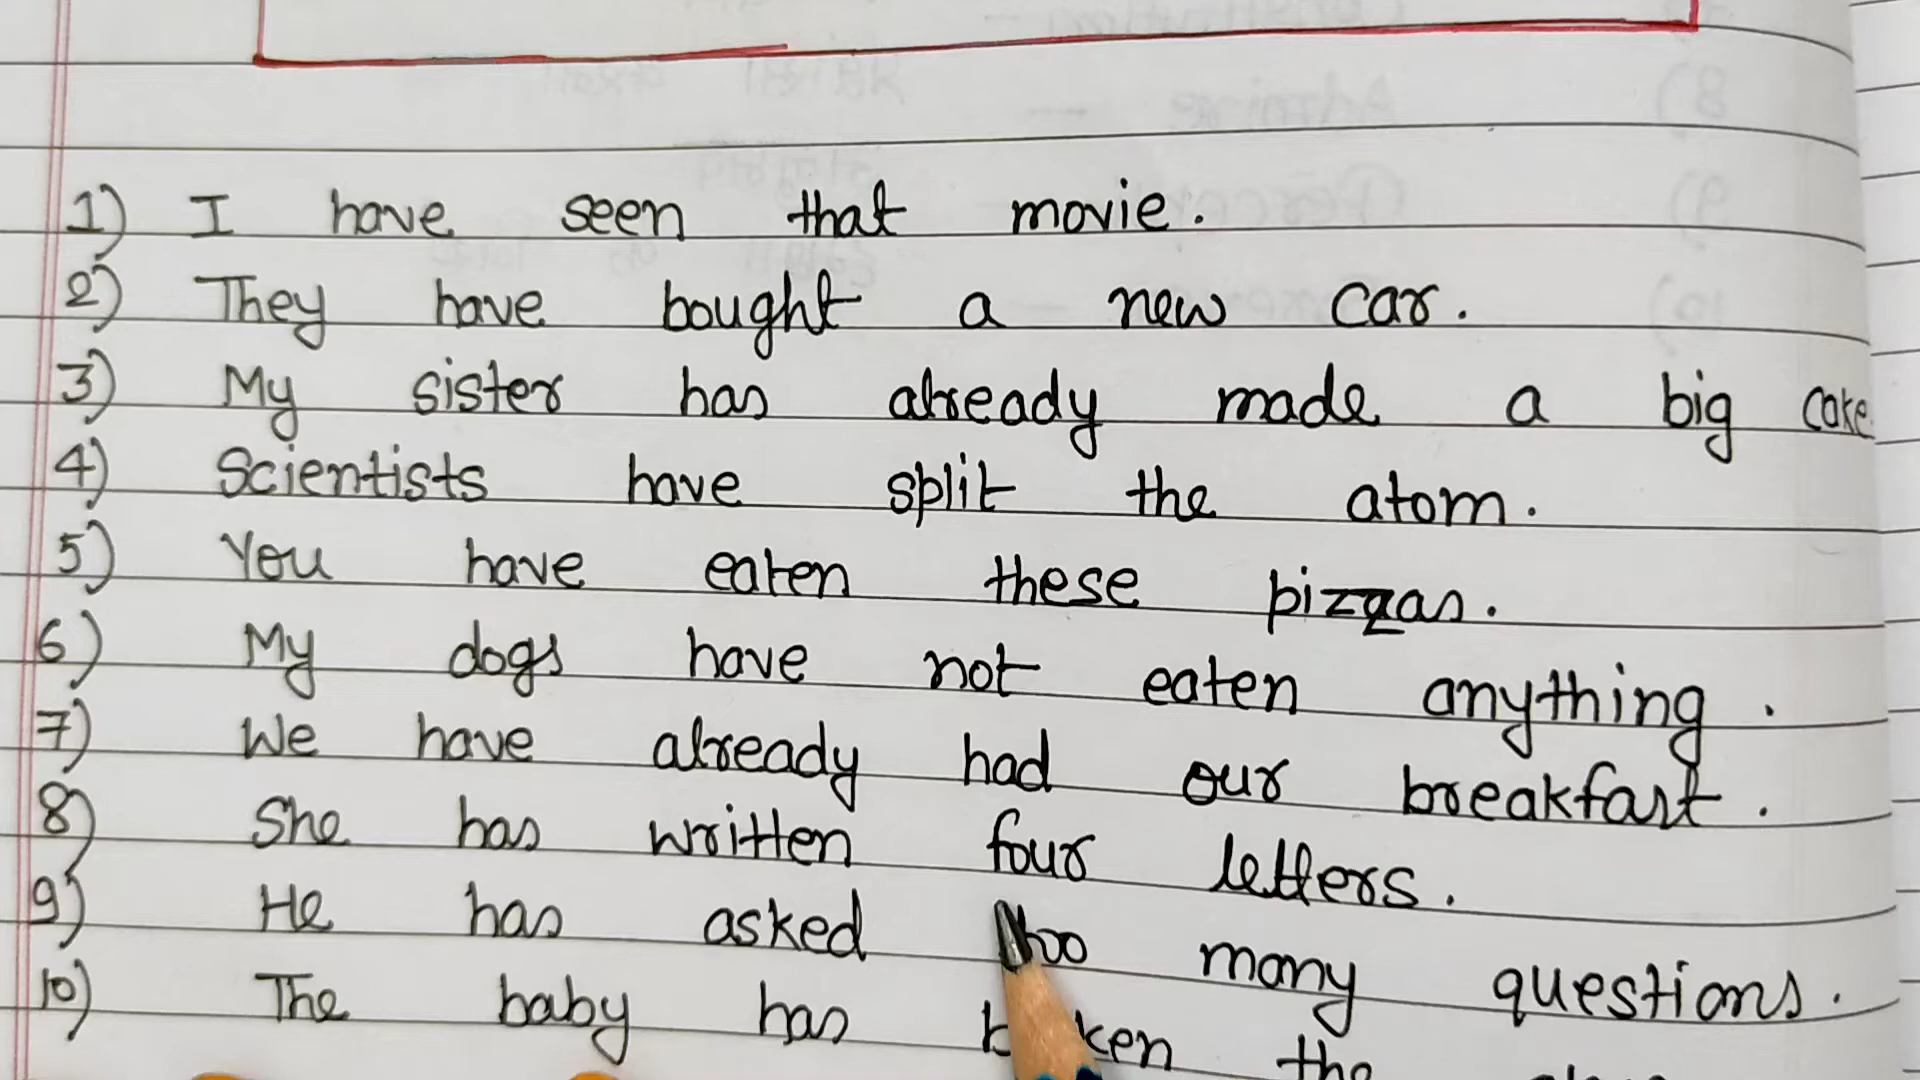 1) I have seen that movie.
2) They have bought a new car.
3) My sister has already made a big cake.
4) Scientists have split the atom.
5) You have eaten these pizzas.
6) My dogs have not eaten anything.
7) We have already had our breakfast.
8) She has written four letters.
9) He has asked too many questions.
10) The baby has the